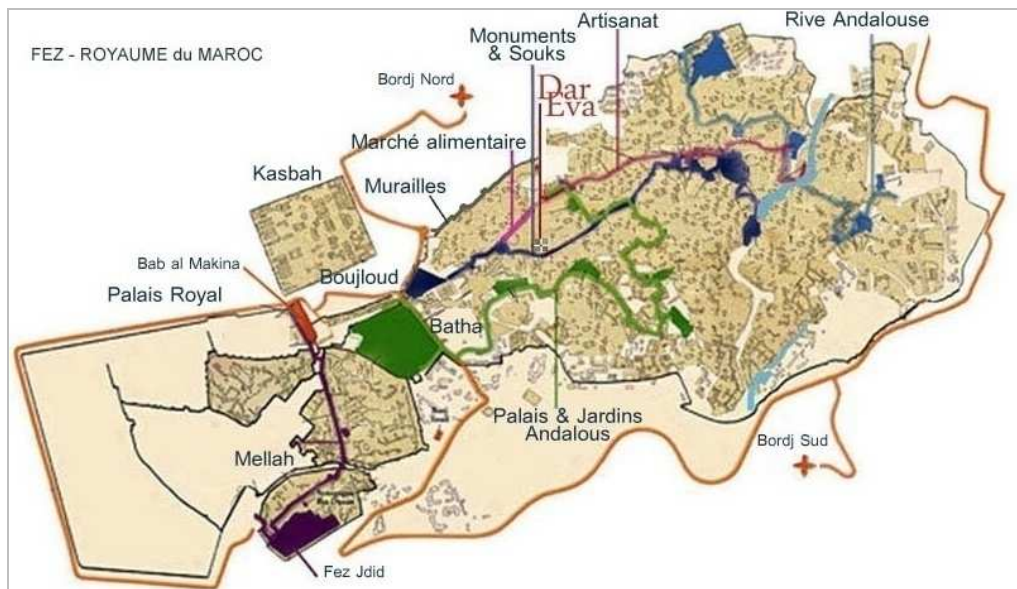 FEZ - ROYAUME du MAROC
Artisanat
Rive Andalouse
Monuments
& Souks
Bordj Nord
Dar
Eva
Marché alimentaire
Kasbah
Murailles
Bab al Makina
Boujloud
Palais Royal
Batha
Palais & Jardins
Andalous
Bordj Sud
Mellah
Fez Jdid